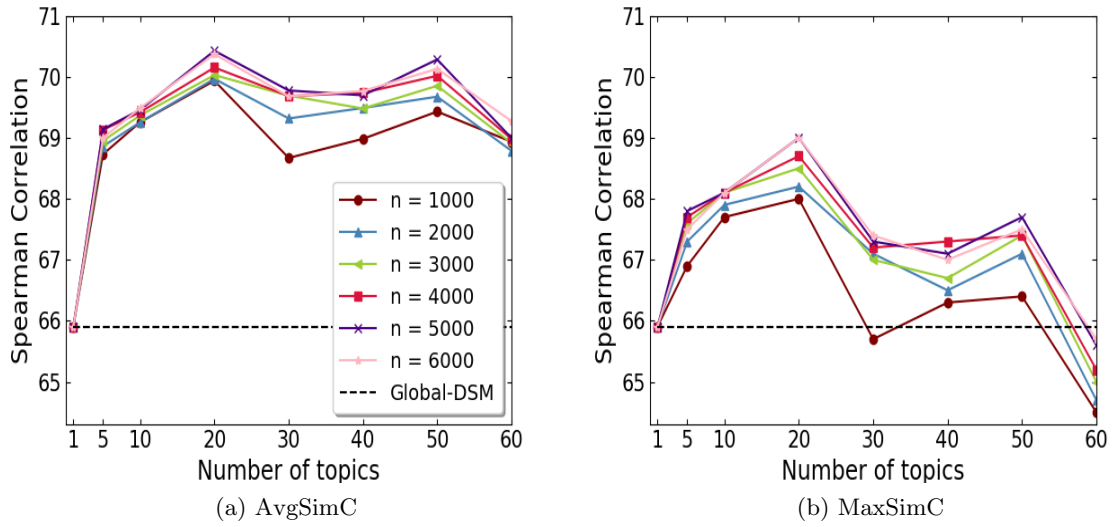 71
70
69
68
67
66
65
Spearman Correlation
n = 1000
n = 2000
n = 3000
n = 4000
n = 5000
n = 6000
Global-DSM
1 5 10 20 30 40 50 60
Number of topics
(a) AvgSimC
71
70
69
68
67
66
65
Spearman Correlation
1 5 10 20 30 40 50 60
Number of topics
(b) MaxSimC